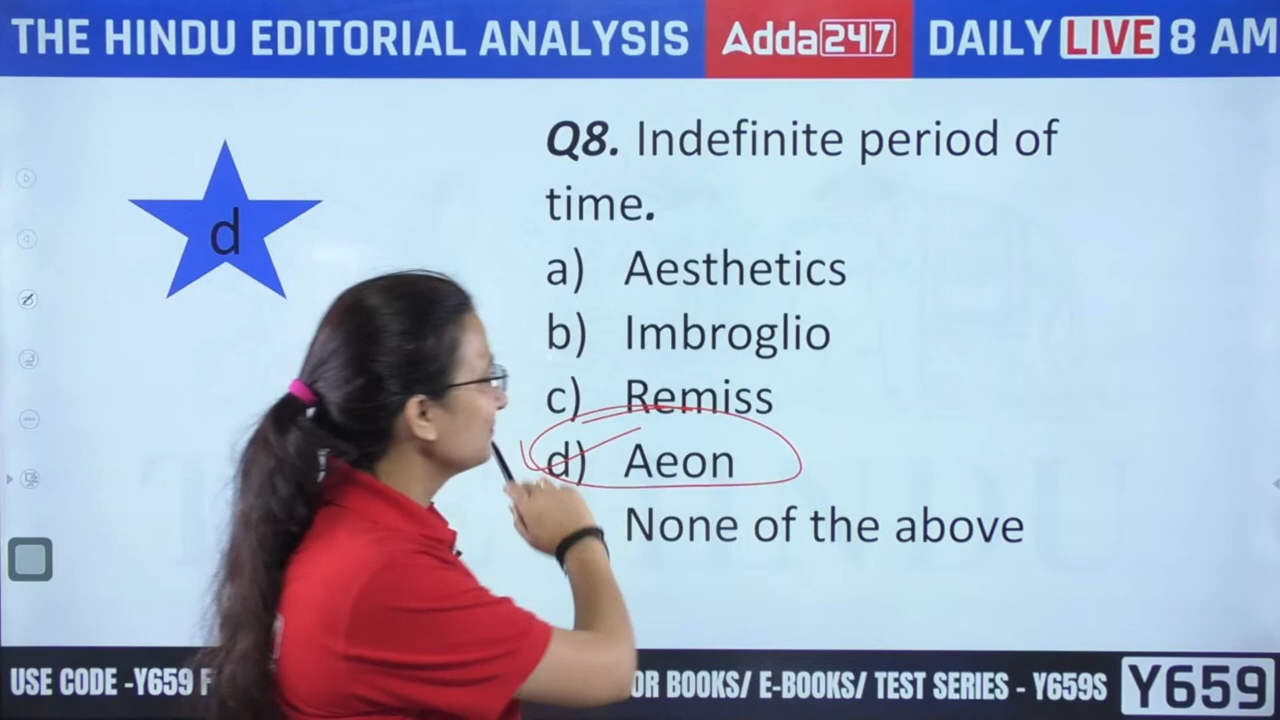 THE HINDU EDITORIAL ANALYSIS
Adda247
DAILY LIVE 8 AM
d
Q8. Indefinite period of
time.
a) Aesthetics
b) Imbroglio
c) Remiss
d) Aeon
None of the above
USE CODE -Y659 F
OR BOOKS/ E-BOOKS/ TEST SERIES - Y659S
Y659